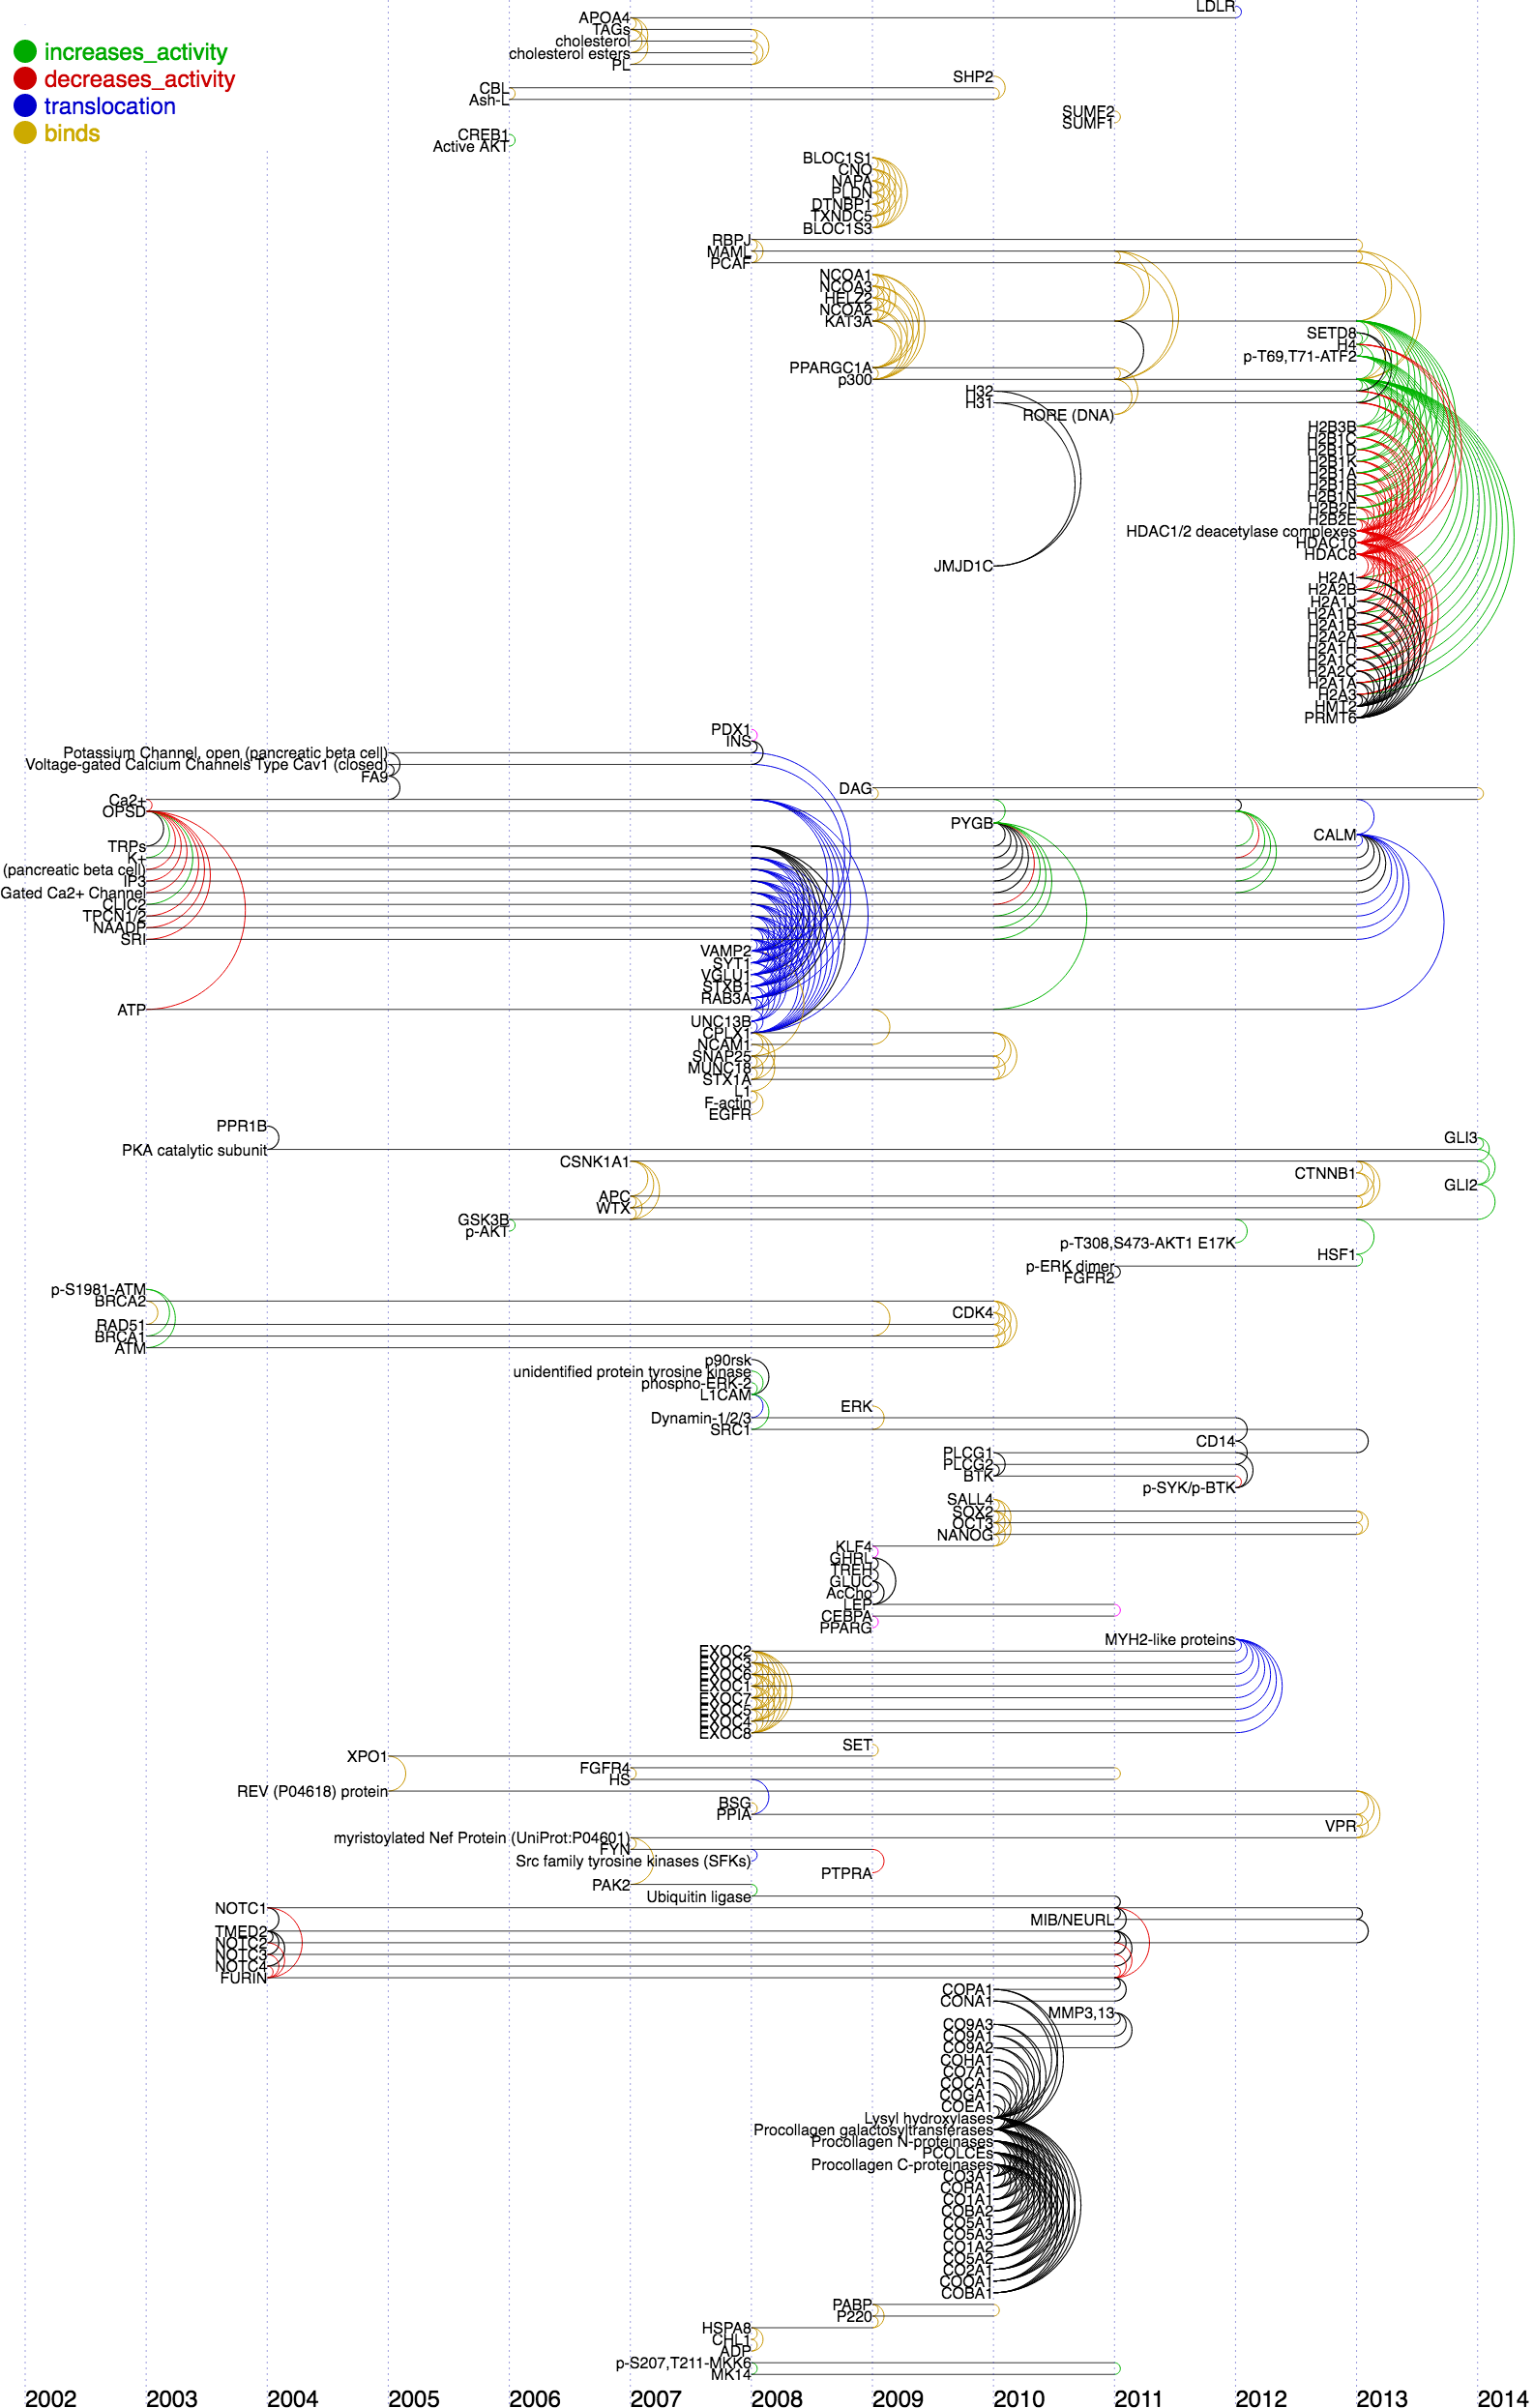 LDLR
APOA4
TAGs
cholesterol
cholesterol esters
PL
increases_activity
decreases_activity
translocation
binds
SHP2
CBL
Ash-L
SUMF2
SUMF1
CREB1
Active AKT
BLOC1S1
CNO
NAPA
PLDN
DTNBP1
TXNDC5
BLOC1S3
RBPJ
MAML
PCAF
NCOA1
NCOA3
HELZ2
NCOA2
KAT3A
SETD8
H4
p-T69,T71-ATF2
PPARGC1A
p300
H32
H31
RORE (DNA)
H2B3B
H2B1C
H2B1D
H2B1K
H2B1A
H2B1B
H2B1N
H2B2F
H2B2E
HDAC1/2 deacetylase complexes
HDAC10
HDAC8
JMJD1C
H2A1
H2A2B
H2A1J
H2A1D
H2A1B
H2A2A
H2A1H
H2A1C
H2A2C
H2A1A
H2A3
HMT2
PRMT6
PDX1
INS
Potassium Channel, open (pancreatic beta cell)
Voltage-gated Calcium Channels Type Cav1 (closed)
FA9
DAG
Ca2+
OPSD
PYGB
CALM
TRPs
K+
(pancreatic beta cell)
IP3
Gated Ca2+ Channel
CLIC2
TPCN1/2
NAADP
SRI
VAMP2
SYT1
VGLU1
STXB1
RAB3A
ATP
UNC13B
CPLX1
NCAM1
SNAP25
MUNC18
STX1A
L1
F-actin
EGFR
PPR1B
PKA catalytic subunit
GLI3
CSNK1A1
CTNNB1
GLI2
APC
WTX
GSK3B
p-AKT
p-T308,S473-AKT1 E17K
HSF1
p-ERK dimer
FGFR2
p-S1981-ATM
BRCA2
CDK4
RAD51
BRCA1
ATM
p90rsk
unidentified protein tyrosine kinase
phospho-ERK-2
L1CAM
ERK
Dynamin-1/2/3
SRC1
CD14
PLCG1
PLCG2
BTK
p-SYK/p-BTK
SALL4
SOX2
OCT3
NANOG
KLF4
GHRL
TREH
GLUC
AcCho
LEP
CEBPA
PPARG
MYH2-like proteins
EXOC2
EXOC3
EXOC6
EXOC1
EXOC7
EXOC5
EXOC4
EXOC8
SET
XPO1
FGFR4
HS
REV (P04618) protein
BSG
PPIA
VPR
myristoylated Nef Protein (UniProt:P04601)
FYN
Src family tyrosine kinases (SFKs)
PTPRA
PAK2
Ubiquitin ligase
NOTC1
MIB/NEURL
TMED2
NOTC2
NOTC3
NOTC4
FURIN
COPA1
CONA1
MMP3,13
CO9A3
CO9A1
CO9A2
COHA1
CO7A1
COCA1
COGA1
COEA1
Lysyl hydroxylases
Procollagen galactosyltransferases
Procollagen N-proteinases
PCOLCEs
Procollagen C-proteinases
CO3A1
CORA1
CO1A1
COBA2
CO5A1
CO5A3
CO1A2
CO5A2
CO2A1
COOA1
COBA1
PABP
P220
HSPA8
CHL1
ADP
p-S207,T211-MKK6
MK14
2002 2003 2004 2005 2006 2007 2008 2009 2010 2011 2012 2013 2014